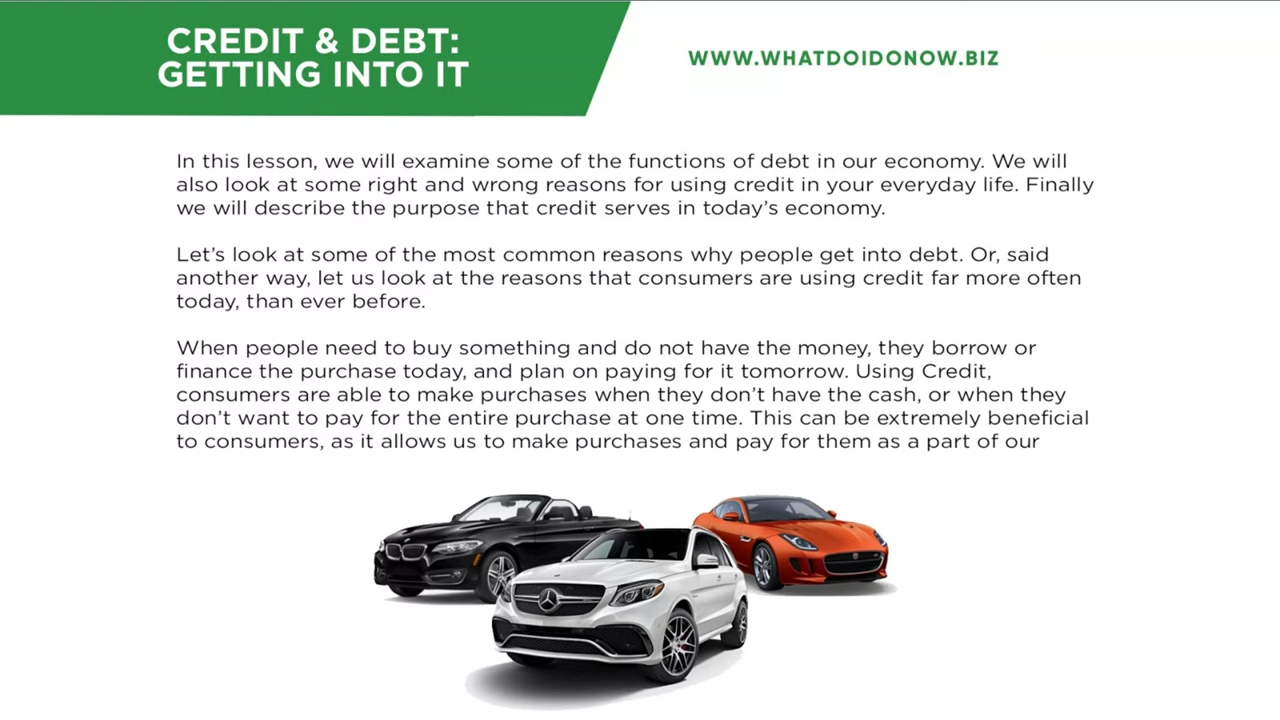 CREDIT & DEBT:
GETTING INTO IT
WWW.WHATDOIDONOW.BIZ
In this lesson, we will examine some of the functions of debt in our economy. We will
also look at some right and wrong reasons for using credit in your everyday life. Finally
we will describe the purpose that credit serves in today’s economy.
Let’s look at some of the most common reasons why people get into debt. Or, said
another way, let us look at the reasons that consumers are using credit far more often
today, than ever before.
When people need to buy something and do not have the money, they borrow or
finance the purchase today, and plan on paying for it tomorrow. Using Credit,
consumers are able to make purchases when they don’t have the cash, or when they
don’t want to pay for the entire purchase at one time. This can be extremely beneficial
to consumers, as it allows us to make purchases and pay for them as a part of our